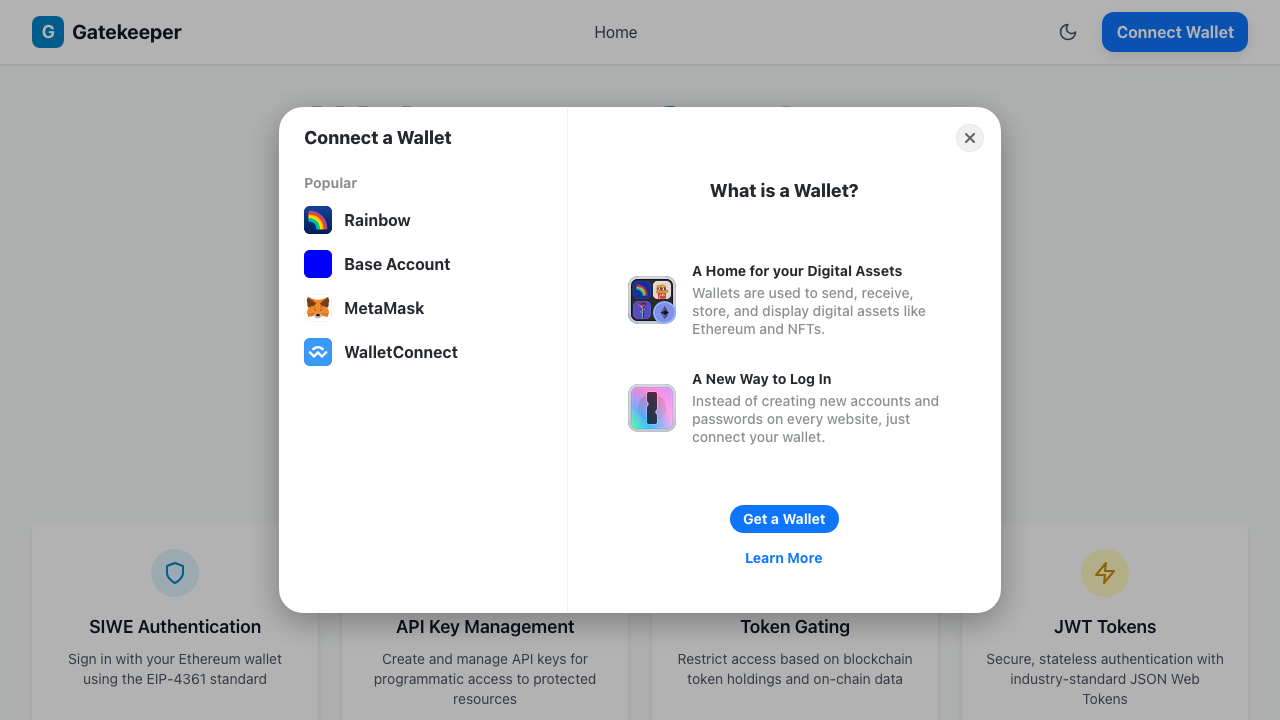 G Gatekeeper
Home
Connect Wallet
Connect a Wallet
Popular
Rainbow
Base Account
MetaMask
WalletConnect
What is a Wallet?
A Home for your Digital Assets
Wallets are used to send, receive,
store, and display digital assets like
Ethereum and NFTs.
A New Way to Log In
Instead of creating new accounts and
passwords on every website, just
connect your wallet.
Get a Wallet
Learn More
SIWE Authentication
Sign in with your Ethereum wallet
using the EIP-4361 standard
API Key Management
Create and manage API keys for
programmatic access to protected
resources
Token Gating
Restrict access based on blockchain
token holdings and on-chain data
JWT Tokens
Secure, stateless authentication with
industry-standard JSON Web
Tokens